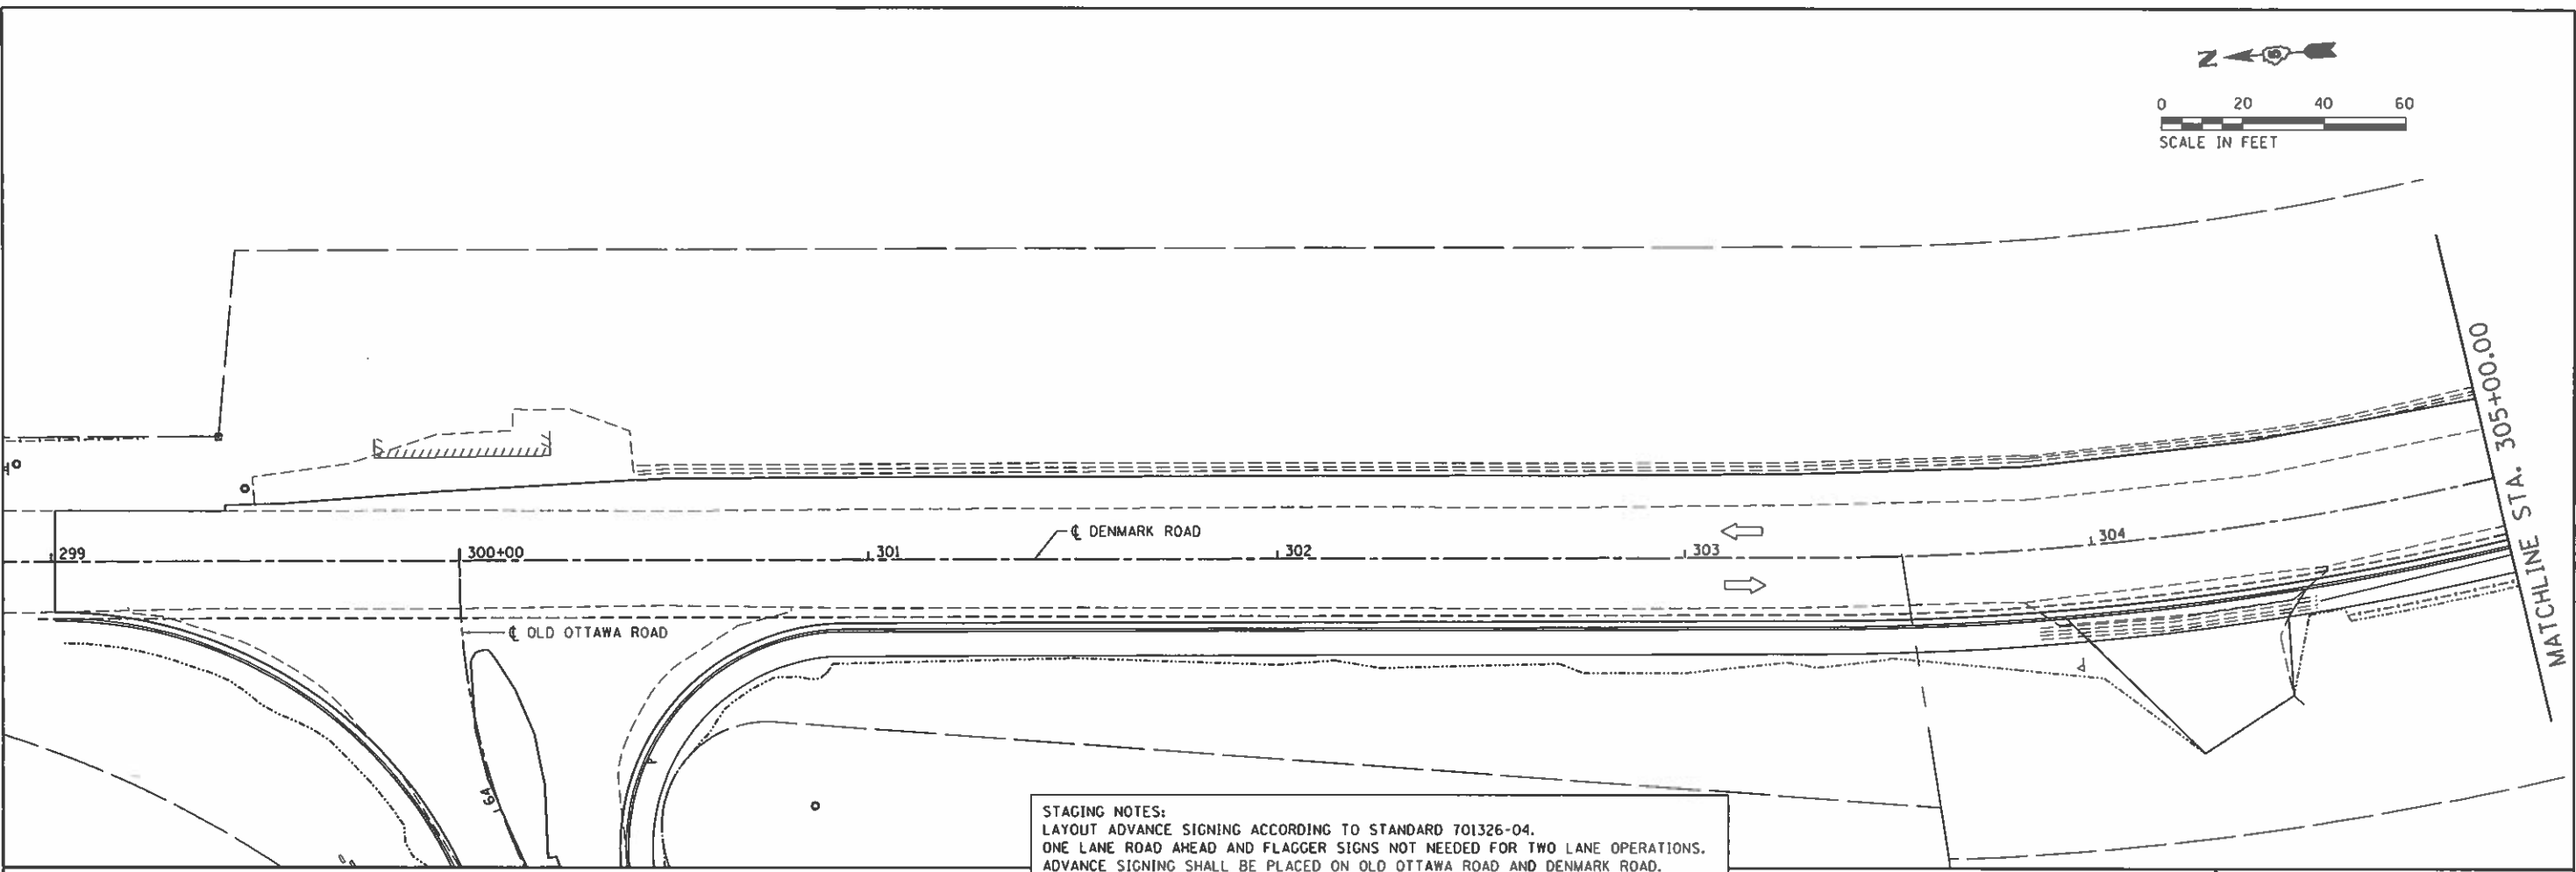 N
0 20 40 60
SCALE IN FEET
MATCHLINE STA. 305+00.00
℄ DENMARK ROAD
299
300+00
301
302
303
304
℄ OLD OTTAWA ROAD
64
STAGING NOTES:
LAYOUT ADVANCE SIGNING ACCORDING TO STANDARD 701326-04.
ONE LANE ROAD AHEAD AND FLAGGER SIGNS NOT NEEDED FOR TWO LANE OPERATIONS.
ADVANCE SIGNING SHALL BE PLACED ON OLD OTTAWA ROAD AND DENMARK ROAD.